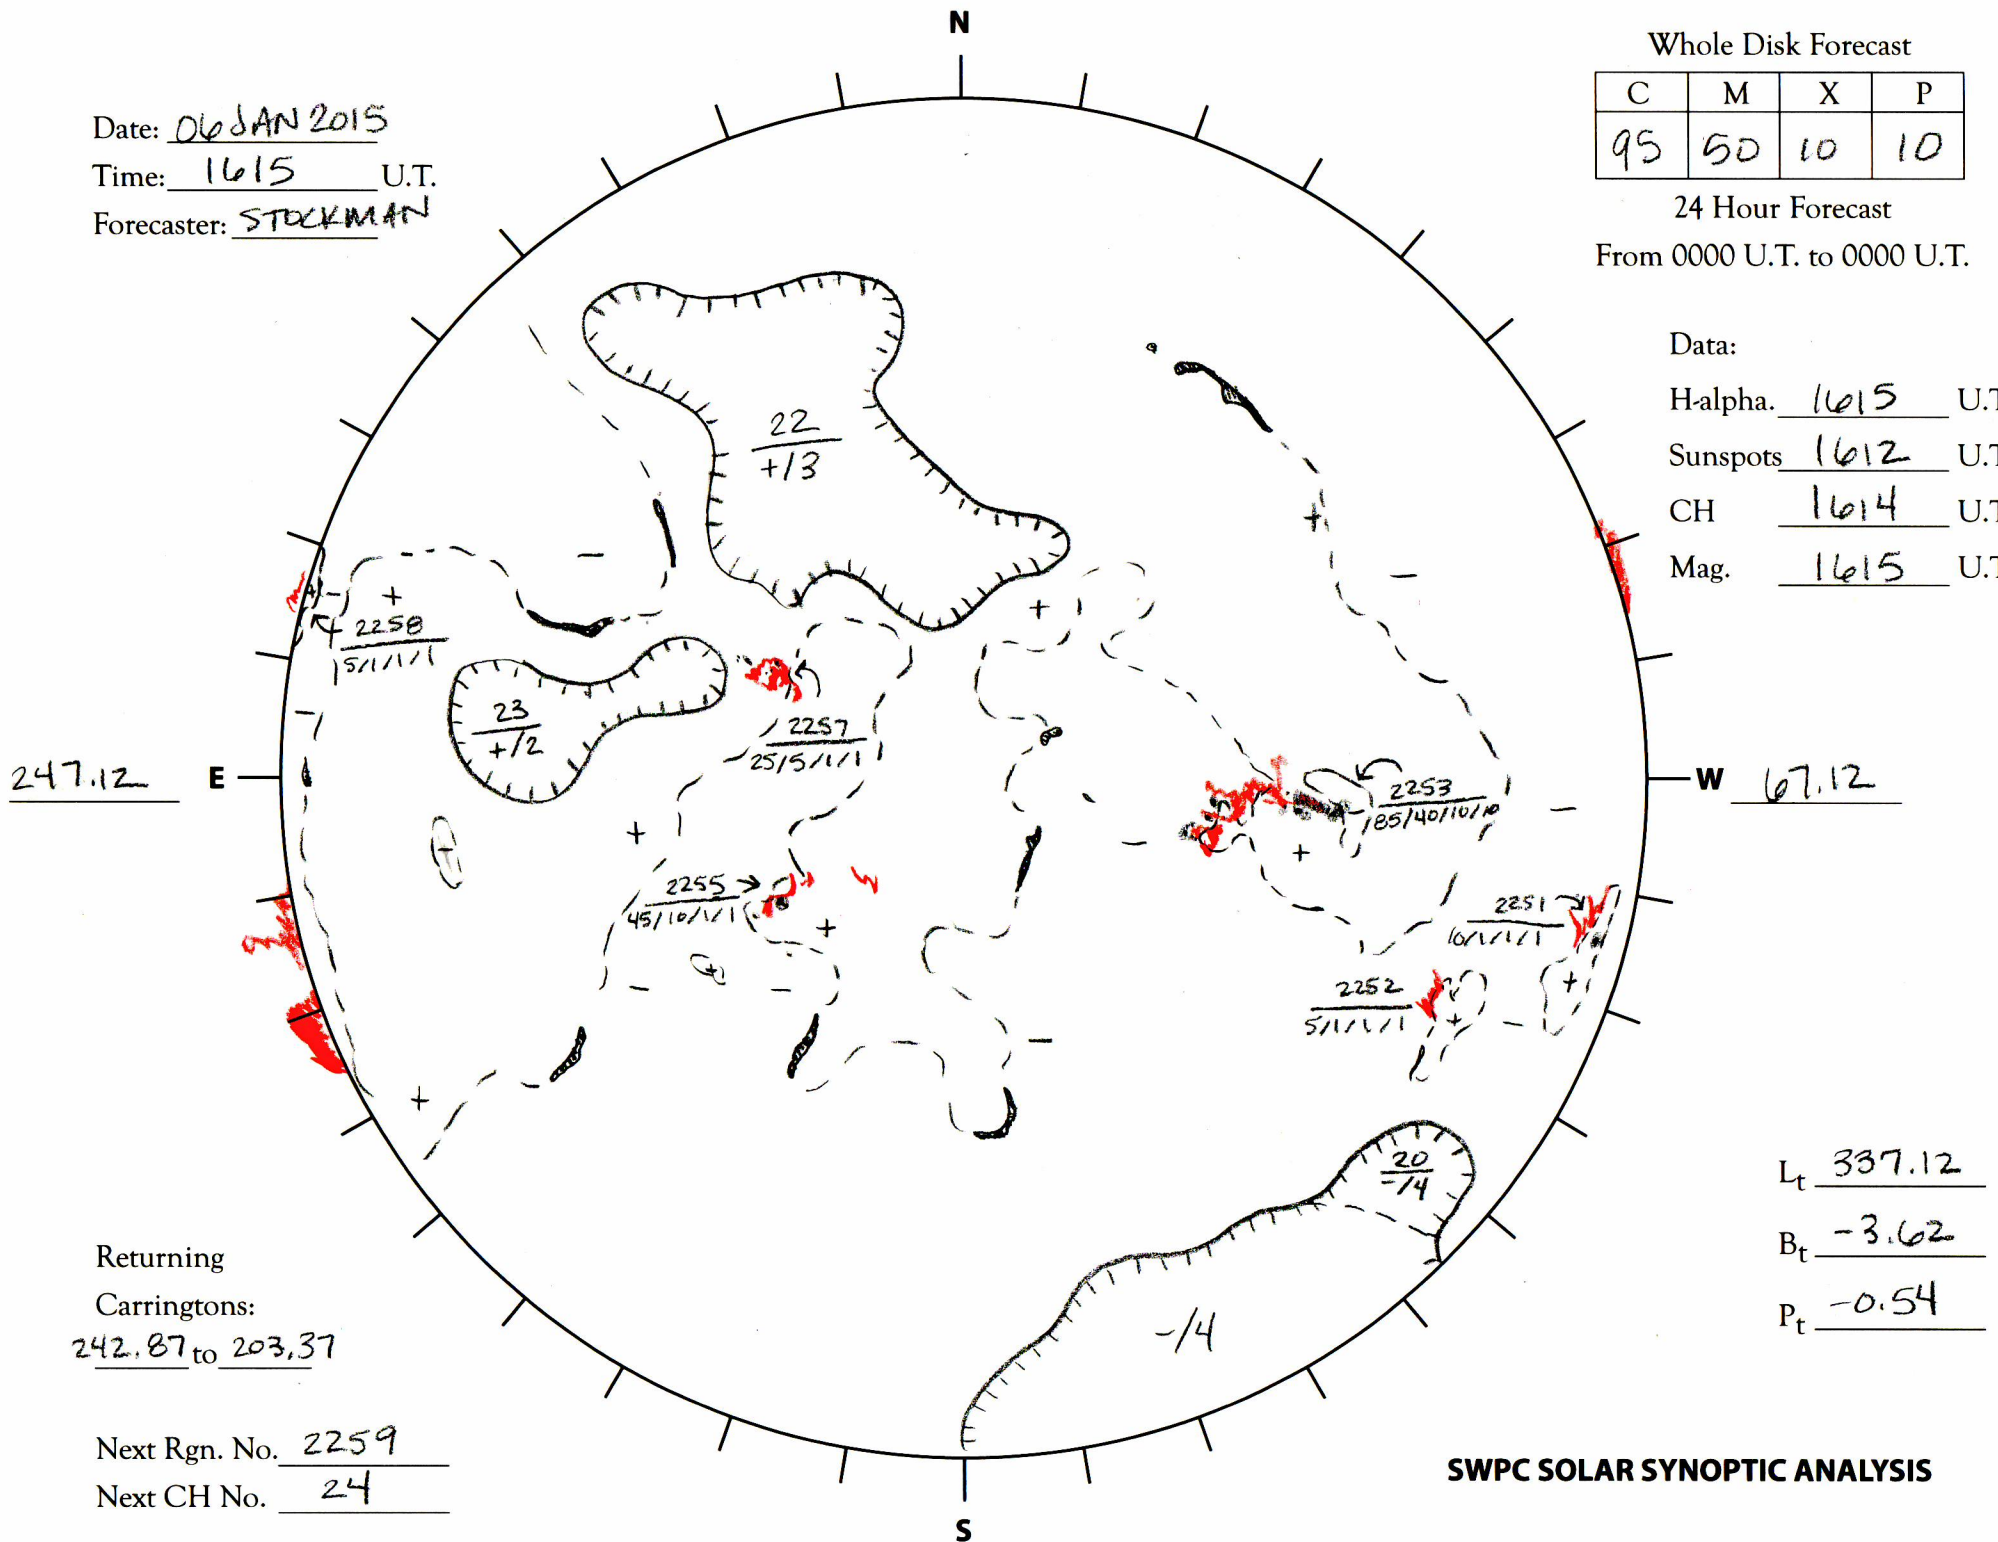 N
Whole Disk Forecast
C M X P
95 50 10 10
24 Hour Forecast
From 0000 U.T. to 0000 U.T.
Date: 06 JAN 2015
Time: 1615 U.T.
Forecaster: STOCKMAN
Data:
H-alpha. 1615 U.T
Sunspots 1612 U.T
CH 1614 U.T
Mag. 1615 U.T
22
+/3
+
−
−
+ −
+
2258
5/1/1/1
+
−
23
+/2
2257
25/5/1/1
247.12 E
W 67.12
2253
85/40/10/10
−
+
+
−
+
2255
45/10/1/1
+
2251
10/1/1/1
+
+
−
−
2252
5/1/1/1
+
−
−
+
20
-/4
-/4
Lt 337.12
Bt -3.62
Pt -0.54
Returning
Carringtons:
242.87 to 203.37
Next Rgn. No. 2259
Next CH No. 24
SWPC SOLAR SYNOPTIC ANALYSIS
S